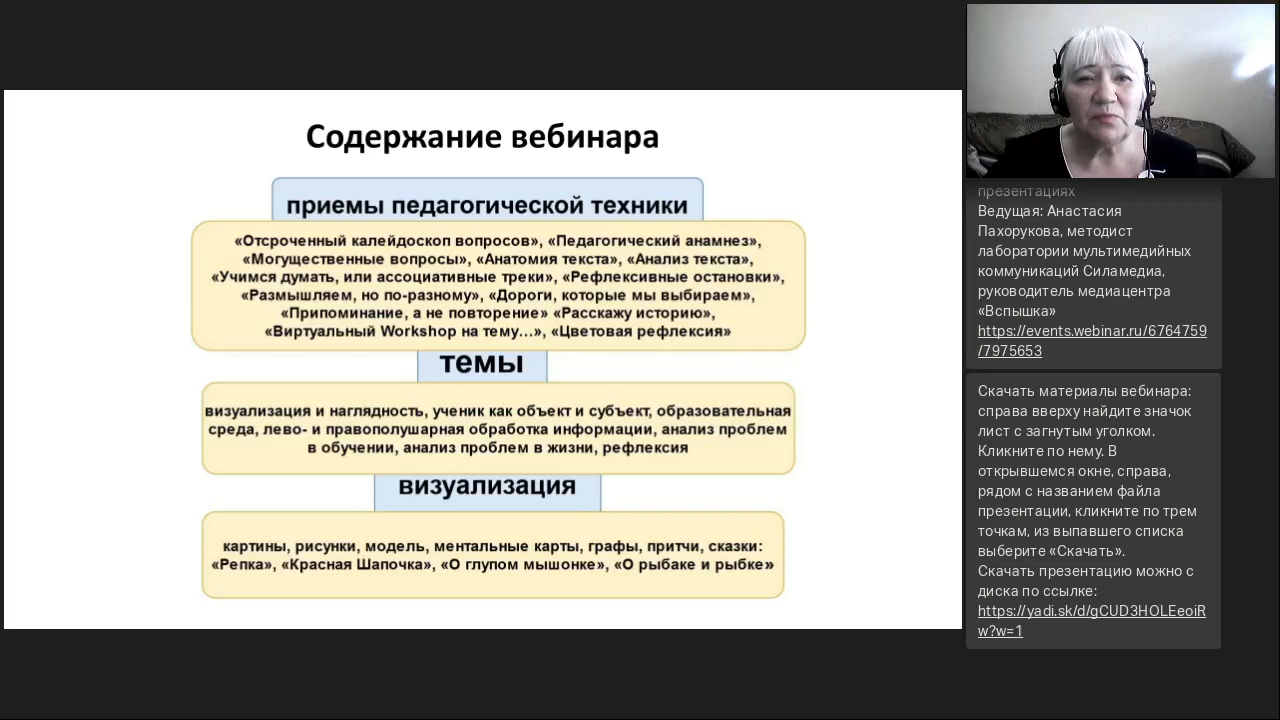 Содержание вебинара
приемы педагогической техники
«Отсроченный калейдоскоп вопросов», «Педагогический анамнез»,
«Могущественные вопросы», «Анатомия текста», «Анализ текста»,
«Учимся думать, или ассоциативные треки», «Рефлексивные остановки»,
«Размышляем, но по-разному», «Дороги, которые мы выбираем»,
«Припоминание, а не повторение» «Расскажу историю»,
«Виртуальный Workshop на тему…», «Цветовая рефлексия»
темы
визуализация и наглядность, ученик как объект и субъект, образовательная
среда, лево- и правополушарная обработка информации, анализ проблем
в обучении, анализ проблем в жизни, рефлексия
визуализация
картины, рисунки, модель, ментальные карты, графы, притчи, сказки:
«Репка», «Красная Шапочка», «О глупом мышонке», «О рыбаке и рыбке»
презентациях
Ведущая: Анастасия
Пахорукова, методист
лаборатории мультимедийных
коммуникаций Силамедиа,
руководитель медиацентра
«Вспышка»
https://events.webinar.ru/6764759
/7975653
Скачать материалы вебинара:
справа вверху найдите значок
лист с загнутым уголком.
Кликните по нему. В
открывшемся окне, справа,
рядом с названием файла
презентации, кликните по трем
точкам, из выпавшего списка
выберите «Скачать».
Скачать презентацию можно с
диска по ссылке:
https://yadi.sk/d/gCUD3HOLEeoiR
w?w=1